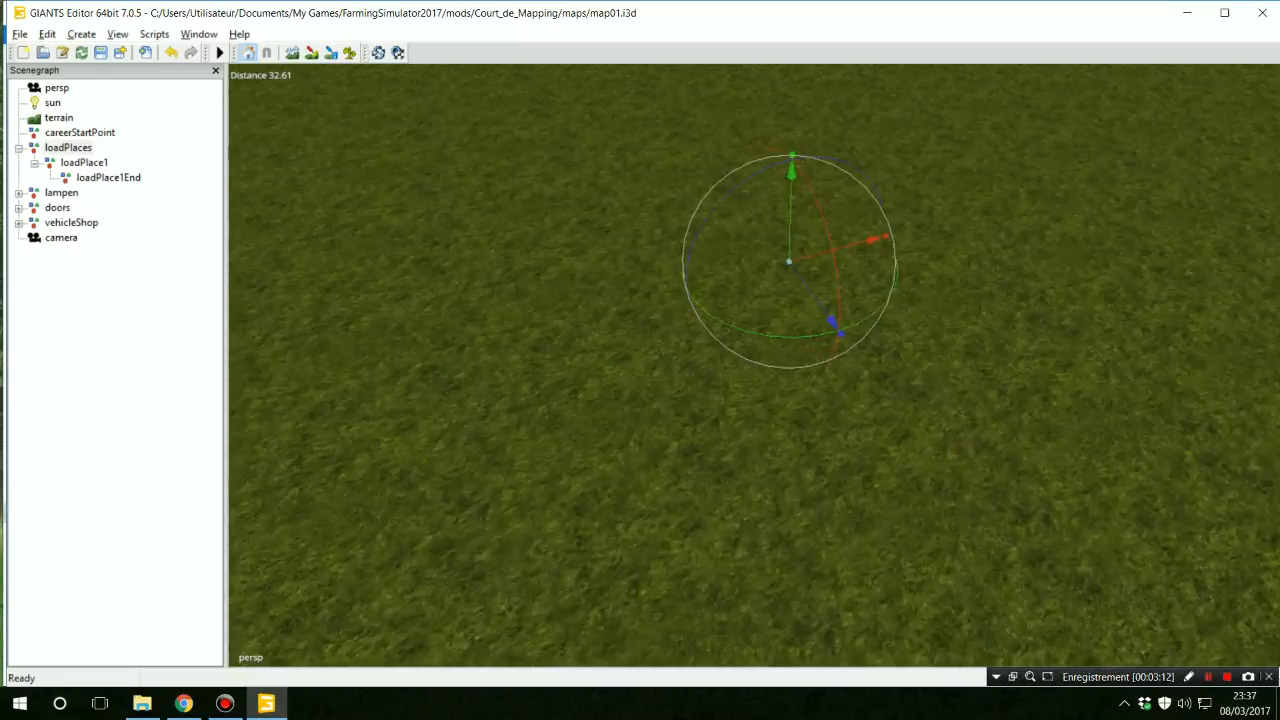 GIANTS Editor 64bit 7.0.5 - C:/Users/Utilisateur/Documents/My Games/FarmingSimulator2017/mods/Court_de_Mapping/maps/map01.i3d
File Edit Create View Scripts Window Help
Scenegraph
Distance 32.61
persp
sun
terrain
careerStartPoint
loadPlaces
loadPlace1
loadPlace1End
lampen
doors
vehicleShop
camera
persp
Ready
Enregistrement [00:03:12]
23:37
08/03/2017